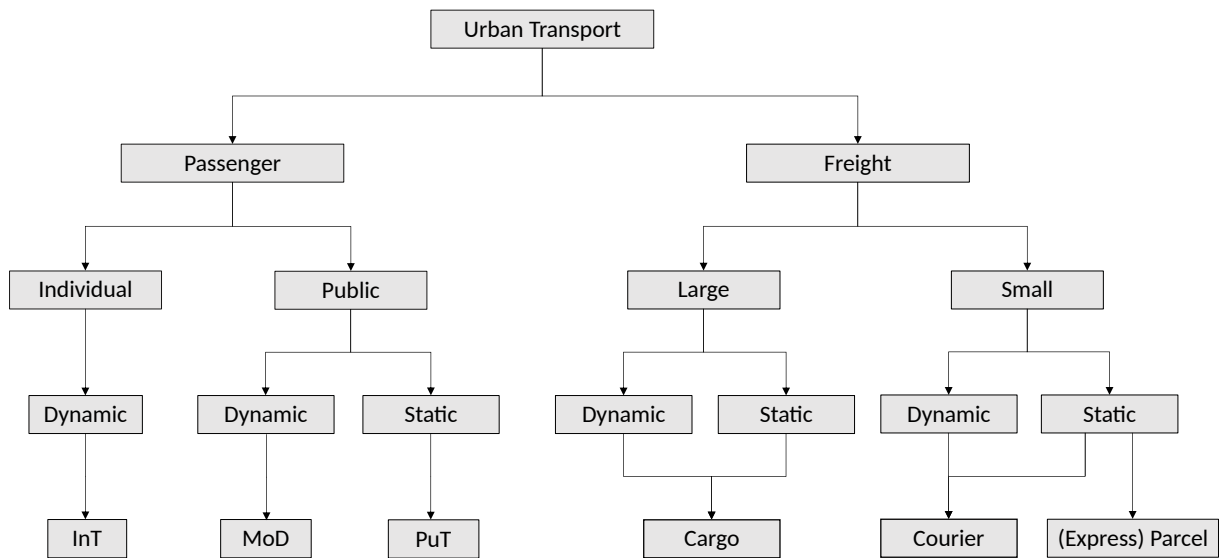 Urban Transport
Passenger
Freight
Individual
Public
Large
Small
Dynamic
Dynamic
Static
Dynamic
Static
Dynamic
Static
InT
MoD
PuT
Cargo
Courier
(Express) Parcel